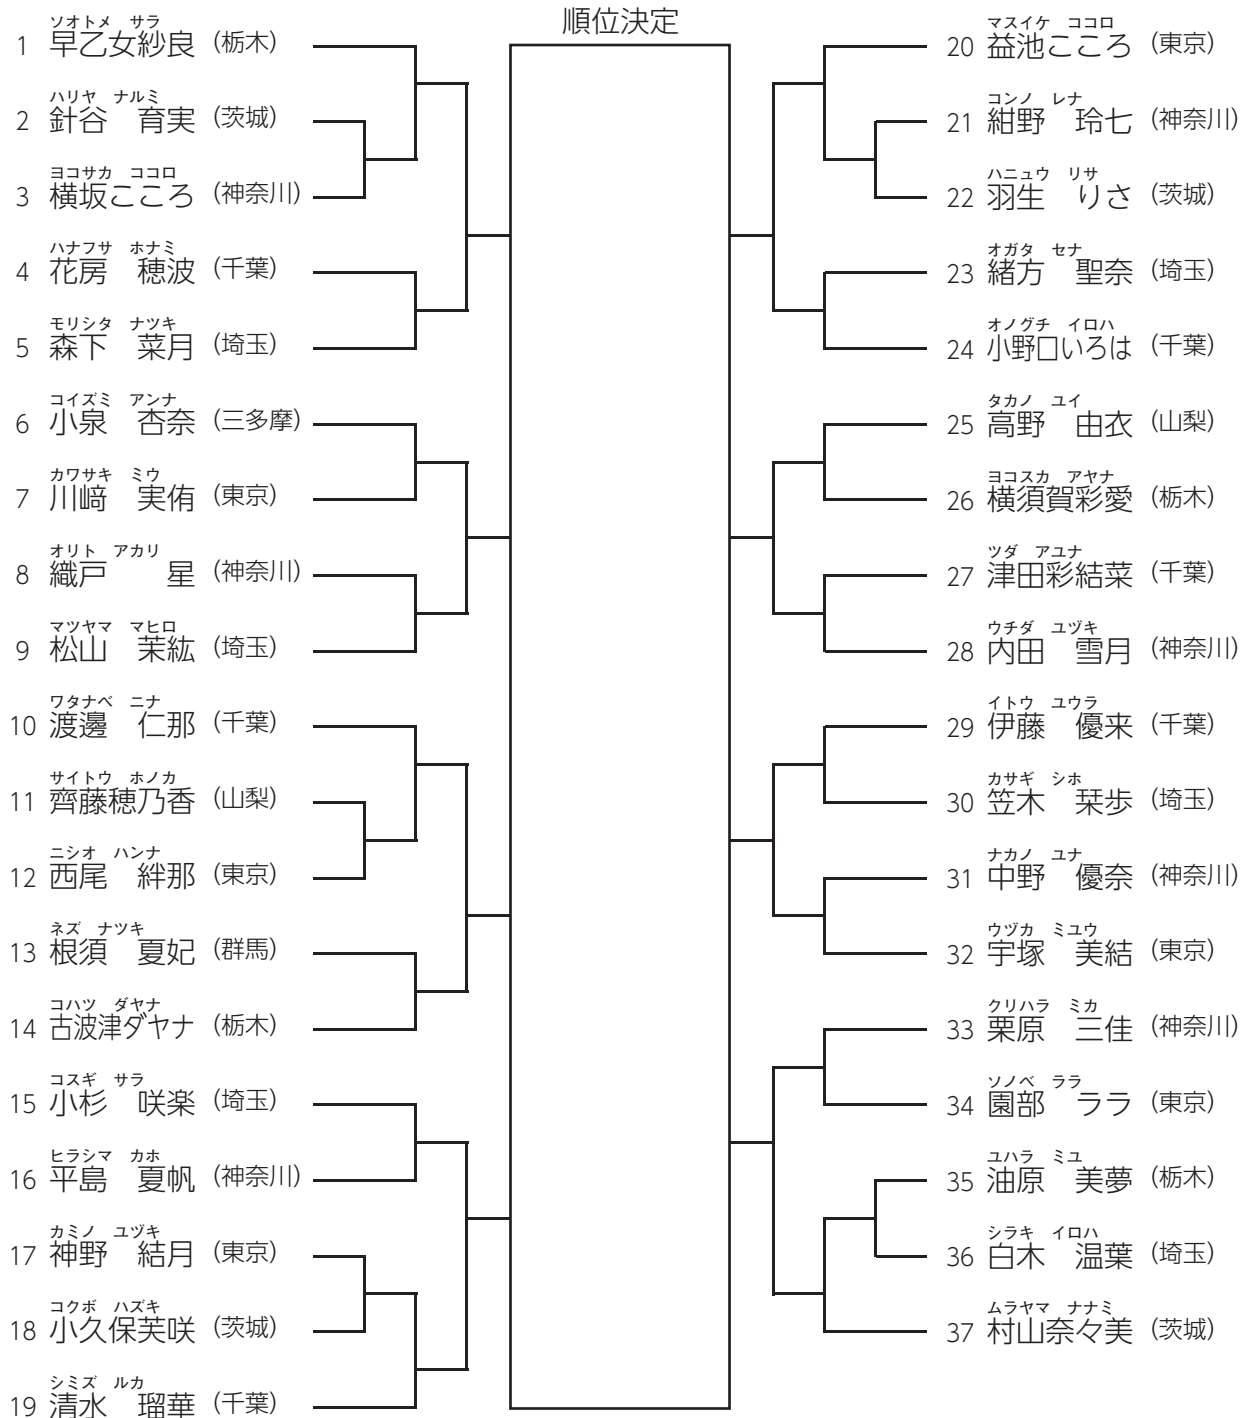 順位決定
ソオトメ サラ
1 早乙女紗良 (栃木)
ハリヤ ナルミ
2 針谷 育実 (茨城)
ヨコサカ ココロ
3 横坂こころ (神奈川)
ハナフサ ホナミ
4 花房 穂波 (千葉)
モリシタ ナツキ
5 森下 菜月 (埼玉)
コイズミ アンナ
6 小泉 杏奈 (三多摩)
カワサキ ミウ
7 川﨑 実侑 (東京)
オリト アカリ
8 織戸 星 (神奈川)
マツヤマ マヒロ
9 松山 茉紘 (埼玉)
ワタナベ ニナ
10 渡邊 仁那 (千葉)
サイトウ ホノカ
11 齊藤穂乃香 (山梨)
ニシオ ハンナ
12 西尾 絆那 (東京)
ネズ ナツキ
13 根須 夏妃 (群馬)
コハツ ダヤナ
14 古波津ダヤナ (栃木)
コスギ サラ
15 小杉 咲楽 (埼玉)
ヒラシマ カホ
16 平島 夏帆 (神奈川)
カミノ ユヅキ
17 神野 結月 (東京)
コクボ ハズキ
18 小久保芙咲 (茨城)
シミズ ルカ
19 清水 瑠華 (千葉)
マスイケ ココロ
20 益池こころ (東京)
コンノ レナ
21 紺野 玲七 (神奈川)
ハニュウ リサ
22 羽生 りさ (茨城)
オガタ セナ
23 緒方 聖奈 (埼玉)
オノグチ イロハ
24 小野口いろは (千葉)
タカノ ユイ
25 高野 由衣 (山梨)
ヨコスカ アヤナ
26 横須賀彩愛 (栃木)
ツダ アユナ
27 津田彩結菜 (千葉)
ウチダ ユヅキ
28 内田 雪月 (神奈川)
イトウ ユウラ
29 伊藤 優来 (千葉)
カサギ シホ
30 笠木 栞歩 (埼玉)
ナカノ ユナ
31 中野 優奈 (神奈川)
ウヅカ ミユウ
32 宇塚 美結 (東京)
クリハラ ミカ
33 栗原 三佳 (神奈川)
ソノベ ララ
34 園部 ララ (東京)
ユハラ ミユ
35 油原 美夢 (栃木)
シラキ イロハ
36 白木 温葉 (埼玉)
ムラヤマ ナナミ
37 村山奈々美 (茨城)